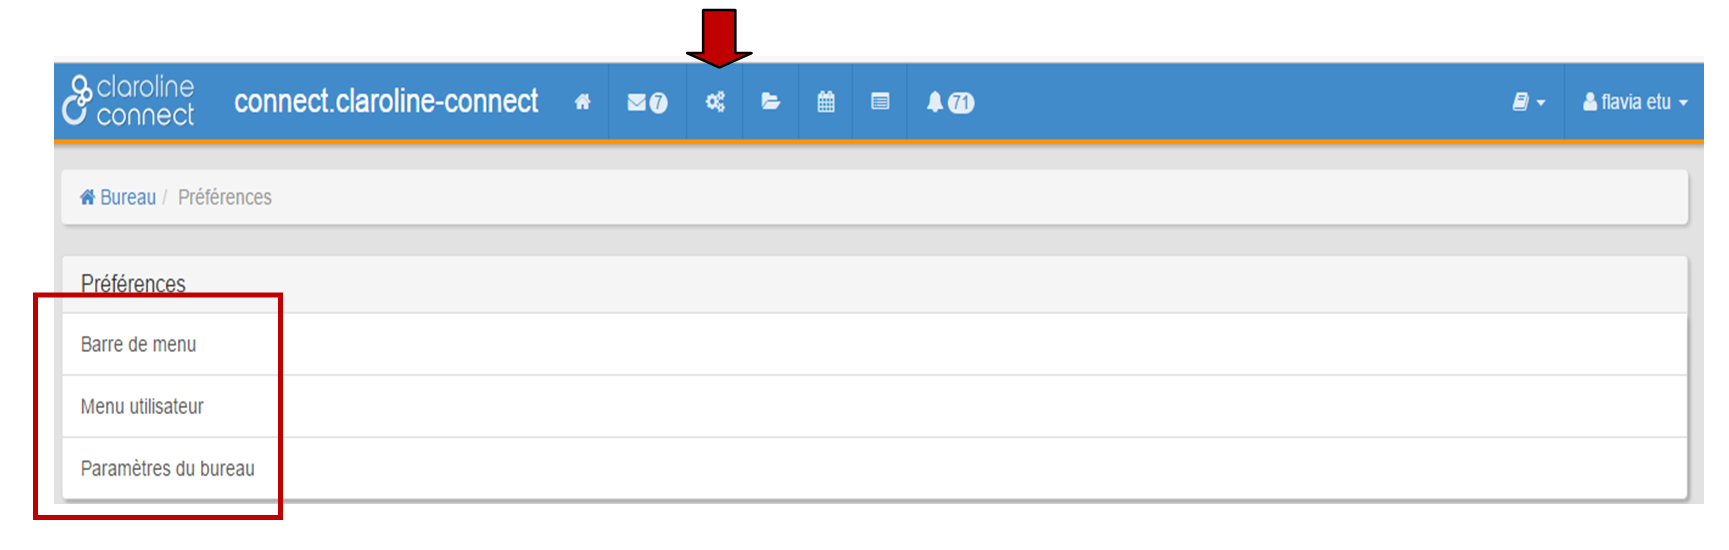 claroline
connect
connect.claroline-connect 7 71 flavia etu
Bureau / Préférences
Préférences
Barre de menu
Menu utilisateur
Paramètres du bureau